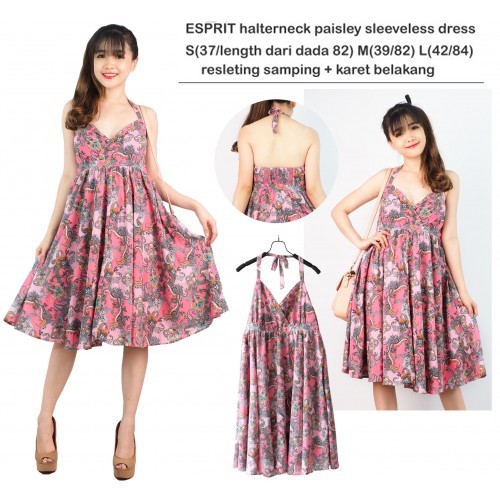 ESPRIT halterneck paisley sleeveless dress
S(37/length dari dada 82) M(39/82) L(42/84)
resleting samping + karet belakang